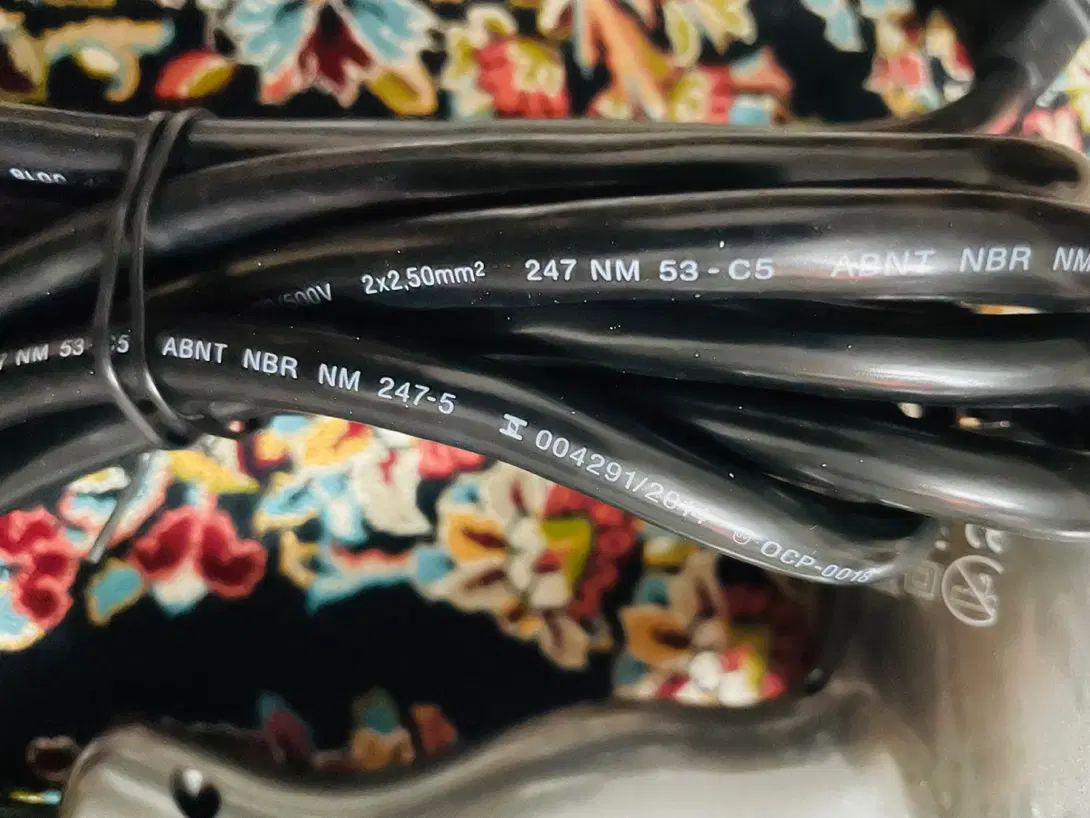 /500V 2x2,50mm² 247 NM 53-C5 ABNT NBR NM
NM 53 C5 ABNT NBR NM 247-5 004291/2011 OCP-0018